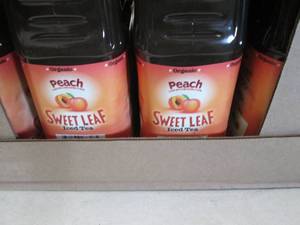 Organic
Peach
SWEET LEAF
Iced Tea
Organic
Peach
SWEET LEAF
Iced Tea